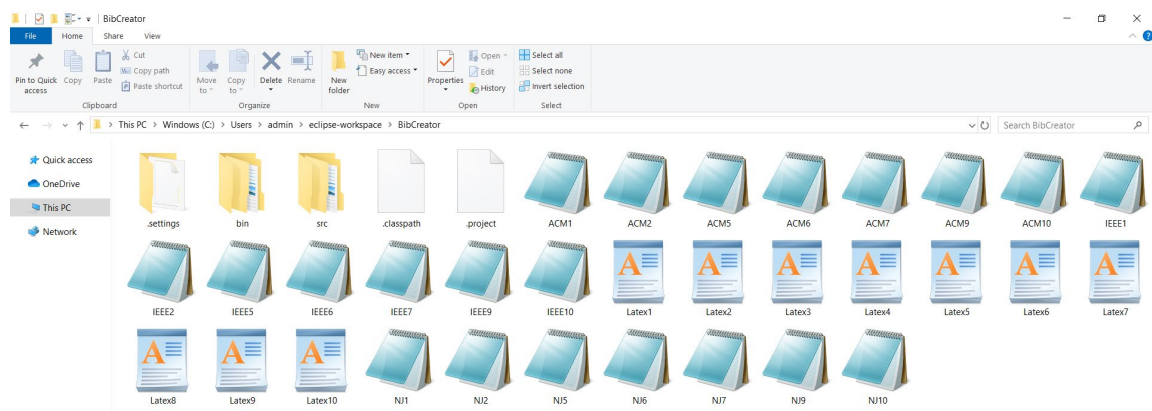 BibCreator
File Home Share View
Pin to Quick access
Copy
Paste
Cut
Copy path
Paste shortcut
Clipboard
Move to
Copy to
Delete
Rename
Organize
New folder
New item
Easy access
New
Properties
Open
Edit
History
Open
Select all
Select none
Invert selection
Select
This PC > Windows (C:) > Users > admin > eclipse-workspace > BibCreator
Search BibCreator
Quick access
OneDrive
This PC
Network
.settings bin src .classpath .project ACM1 ACM2 ACM5 ACM6 ACM7 ACM9 ACM10 IEEE1
IEEE2 IEEE5 IEEE6 IEEE7 IEEE9 IEEE10 Latex1 Latex2 Latex3 Latex4 Latex5 Latex6 Latex7
Latex8 Latex9 Latex10 NJ1 NJ2 NJ5 NJ6 NJ7 NJ9 NJ10